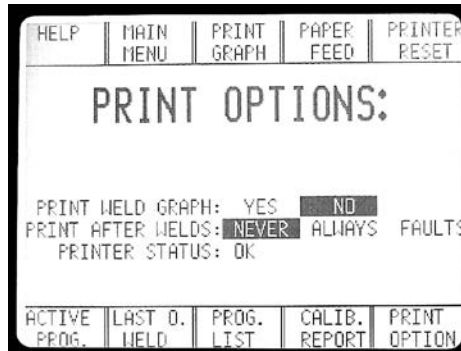 HELP MAIN PRINT PAPER PRINTER
MENU GRAPH FEED RESET
PRINT OPTIONS:
PRINT WELD GRAPH: YES NO
PRINT AFTER WELDS: NEVER ALWAYS FAULTS
PRINTER STATUS: OK
ACTIVE LAST Q. PROG. CALIB. PRINT
PROG. WELD LIST REPORT OPTION